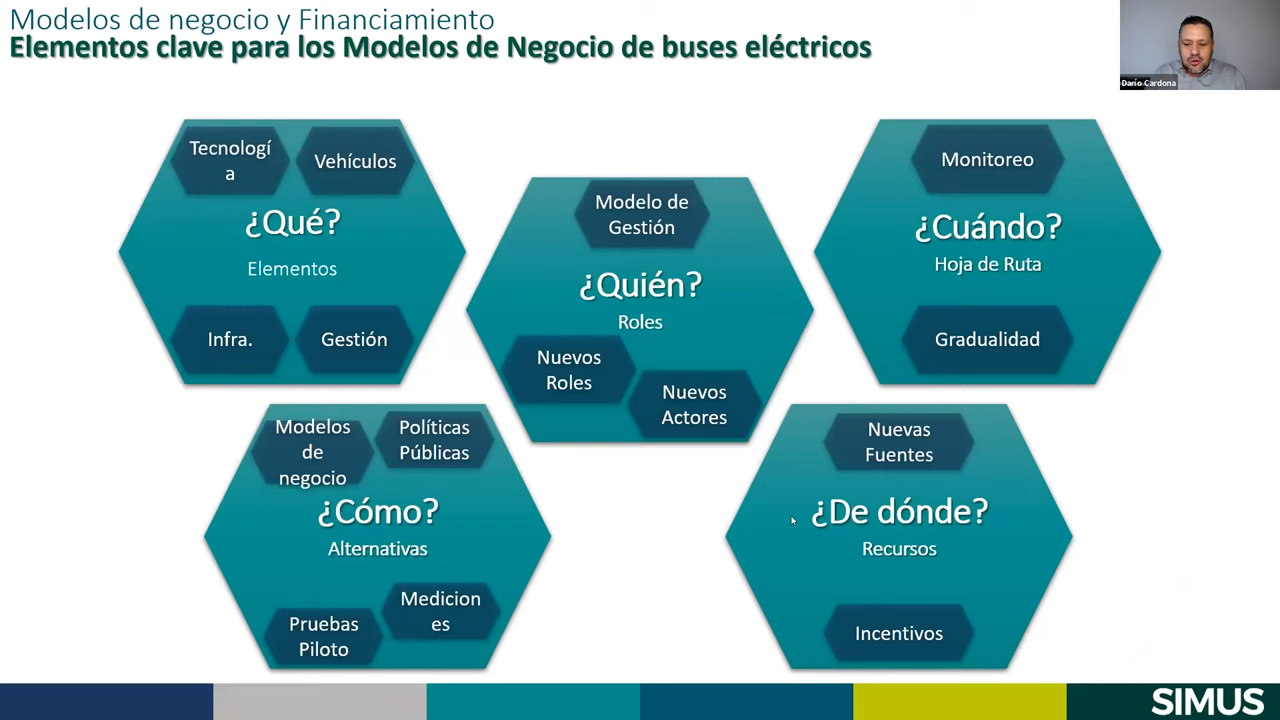 Modelos de negocio y Financiamiento
Elementos clave para los Modelos de Negocio de buses eléctricos
Darío Cardona
Tecnologí
a
Vehículos
¿Qué?
Elementos
Infra.
Gestión
Modelo de
Gestión
¿Quién?
Roles
Nuevos
Roles
Nuevos
Actores
Monitoreo
¿Cuándo?
Hoja de Ruta
Gradualidad
Modelos
de
negocio
Políticas
Públicas
¿Cómo?
Alternativas
Medicion
es
Pruebas
Piloto
Nuevas
Fuentes
¿De dónde?
Recursos
Incentivos
SIMUS